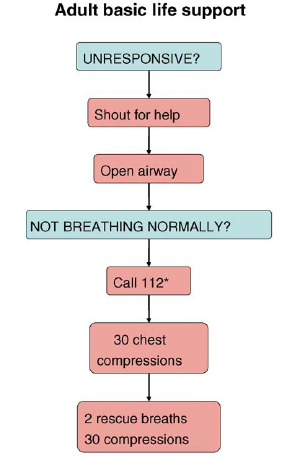 Adult basic life support
UNRESPONSIVE?
Shout for help
Open airway
NOT BREATHING NORMALLY?
Call 112*
30 chest
compressions
2 rescue breaths
30 compressions